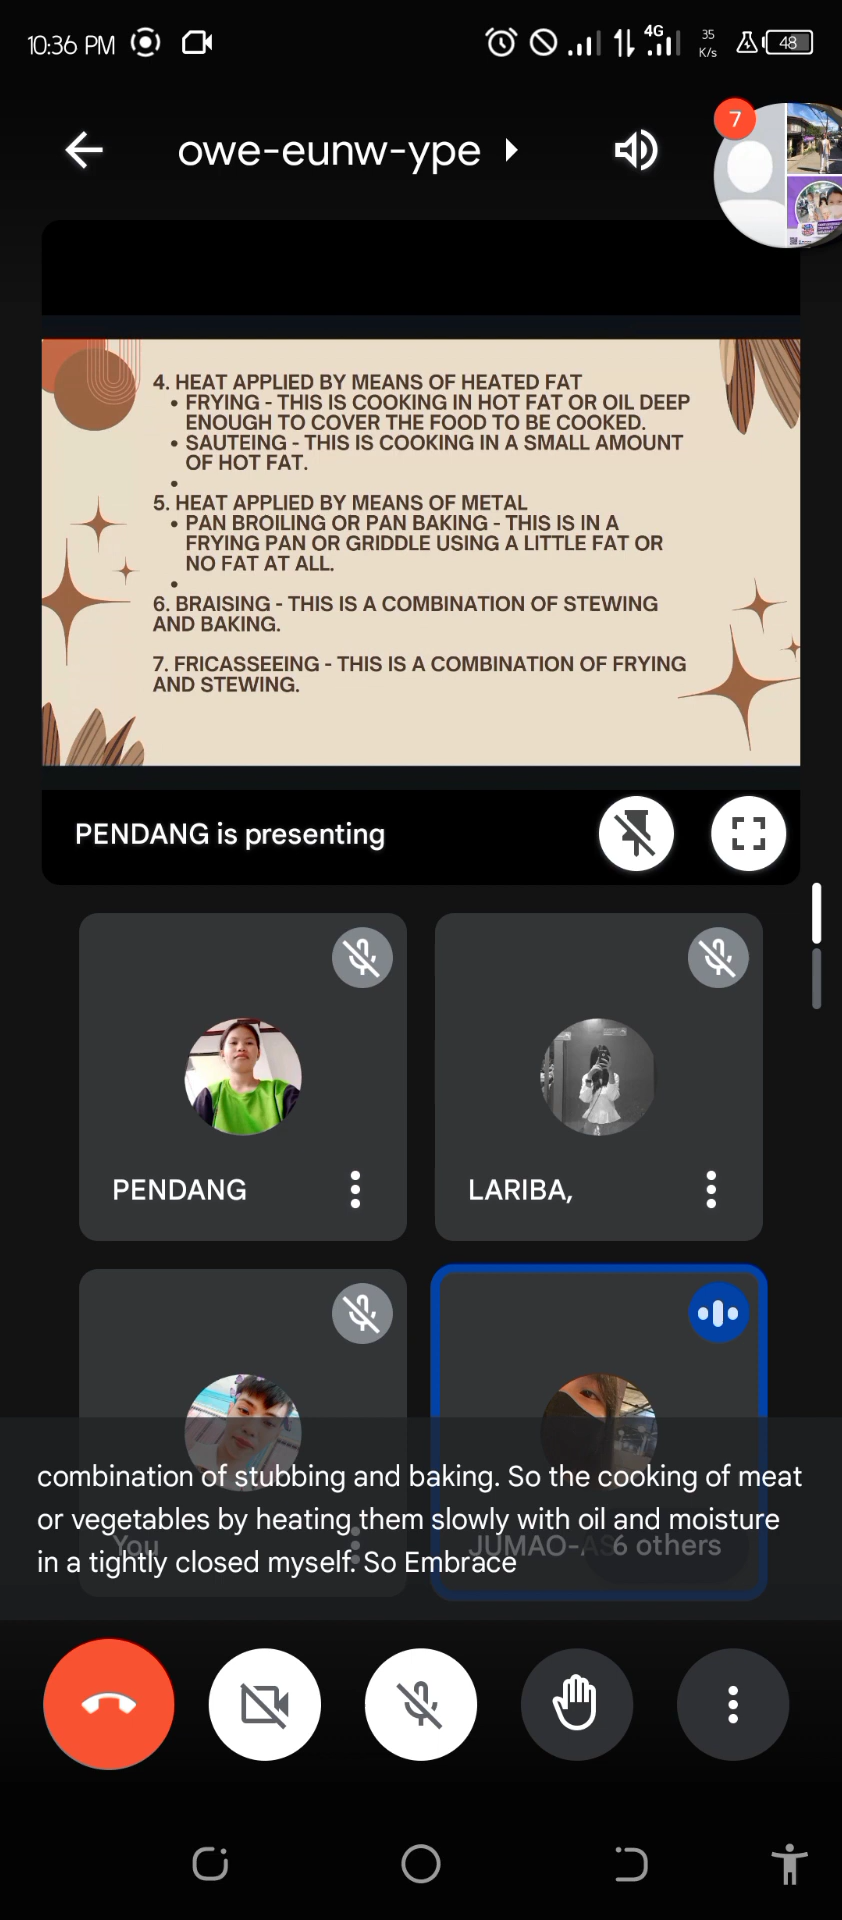 10:36 PM
4G
35
K/s
48
owe-eunw-ype
7
4. HEAT APPLIED BY MEANS OF HEATED FAT
• FRYING - THIS IS COOKING IN HOT FAT OR OIL DEEP
ENOUGH TO COVER THE FOOD TO BE COOKED.
• SAUTEING - THIS IS COOKING IN A SMALL AMOUNT
OF HOT FAT.
•
5. HEAT APPLIED BY MEANS OF METAL
• PAN BROILING OR PAN BAKING - THIS IS IN A
FRYING PAN OR GRIDDLE USING A LITTLE FAT OR
NO FAT AT ALL.
•
6. BRAISING - THIS IS A COMBINATION OF STEWING
AND BAKING.
7. FRICASSEEING - THIS IS A COMBINATION OF FRYING
AND STEWING.
PENDANG is presenting
PENDANG
LARIBA,
combination of stubbing and baking. So the cooking of meat
or vegetables by heating them slowly with oil and moisture
in a tightly closed myself. So Embrace
You
JUMAO-AS
6 others